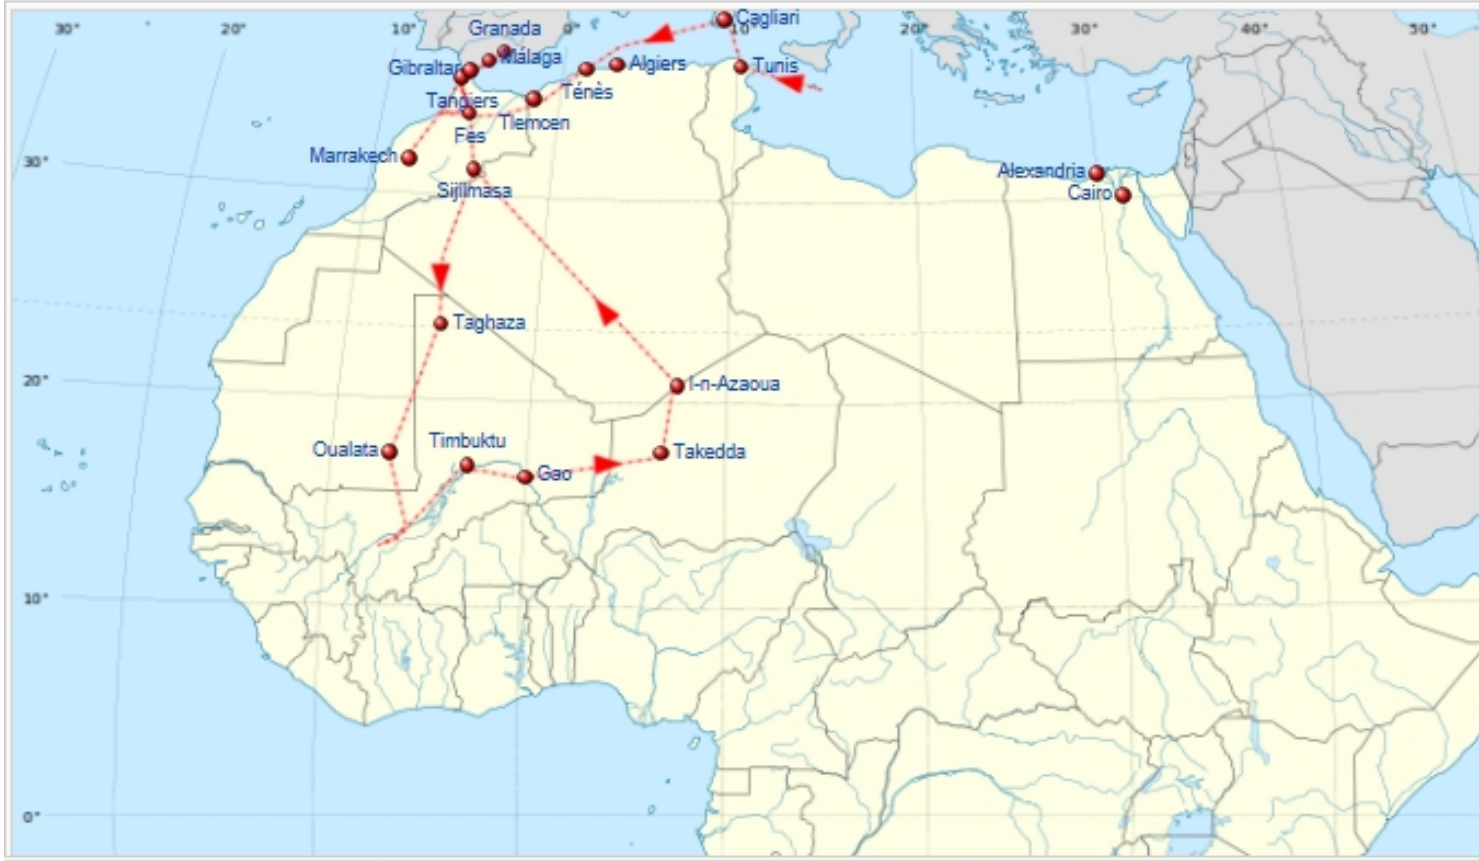 30°
20°
10°
0°
10°
20°
30°
40°
50°
Cagliari
Granada
Málaga
Gibraltar
Algiers
Tunis
Ténès
Tangiers
Tlemcen
Fes
Marrakech
30°
Alexandria
Sijilmasa
Cairo
Taghaza
20°
I-n-Azaoua
Timbuktu
Oualata
Takedda
Gao
10°
0°